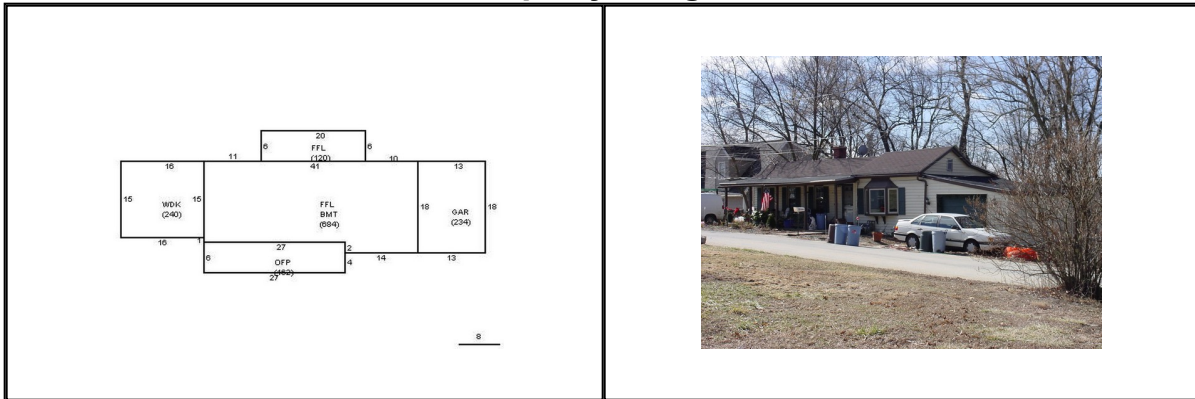 20
6 FFL 6
(120)
11 10
16 41 13
15 WDK 15 FFL 18 GAR 18
(240) BMT (234)
(684)
16 1 27 2
6 OFP 4 14 13
(162)
27
8